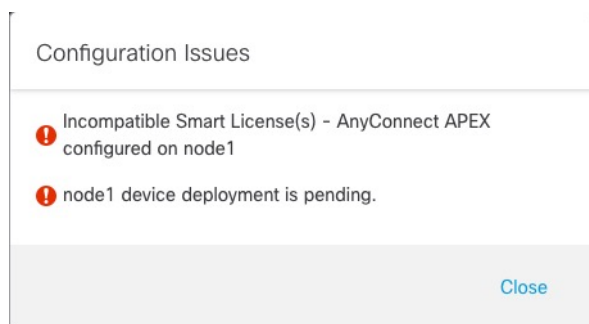 Configuration Issues
Incompatible Smart License(s) - AnyConnect APEX
configured on node1
node1 device deployment is pending.
Close